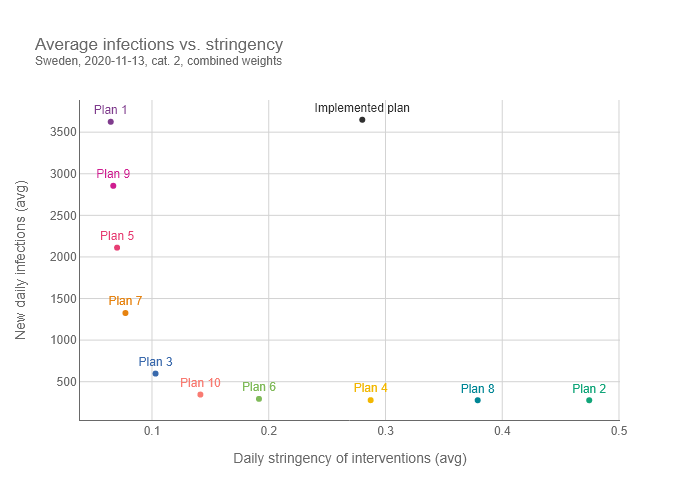 Average infections vs. stringency
Sweden, 2020-11-13, cat. 2, combined weights
Plan 1
Implemented plan
3500
Plan 9
3000
2500
Plan 5
2000
Plan 7
1500
1000
Plan 3
Plan 10
Plan 6
Plan 4
Plan 8
Plan 2
500
0.1
0.2
0.3
0.4
0.5
New daily infections (avg)
Daily stringency of interventions (avg)